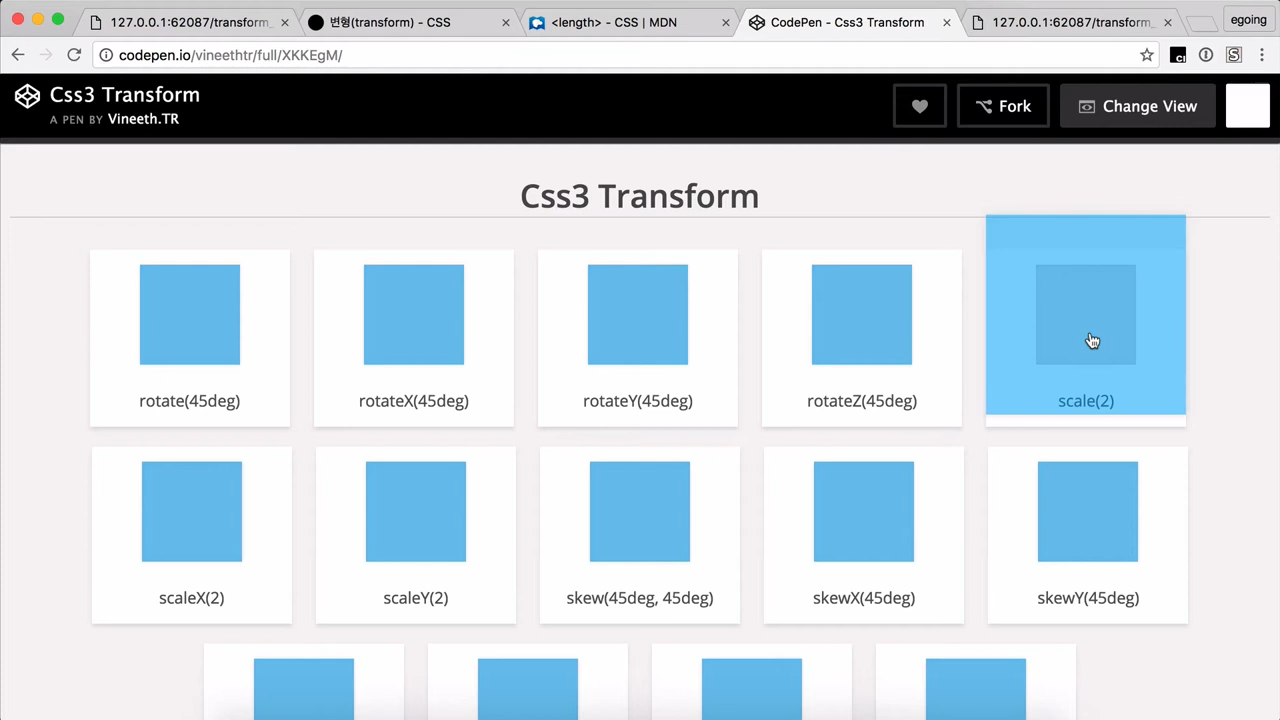 127.0.0.1:62087/transform_
변형(transform) - CSS
<length> - CSS | MDN
CodePen - Css3 Transform
127.0.0.1:62087/transform_
egoing
codepen.io/vineethtr/full/XKKEgM/
Css3 Transform
A PEN BY Vineeth.TR
Fork
Change View
Css3 Transform
rotate(45deg)
rotateX(45deg)
rotateY(45deg)
rotateZ(45deg)
scale(2)
scaleX(2)
scaleY(2)
skew(45deg, 45deg)
skewX(45deg)
skewY(45deg)